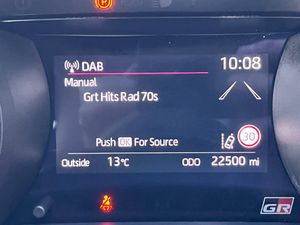 DAB 10:08
Manual
Grt Hits Rad 70s
Push OK For Source
30
Outside 13°C ODO 22500 mi
GR